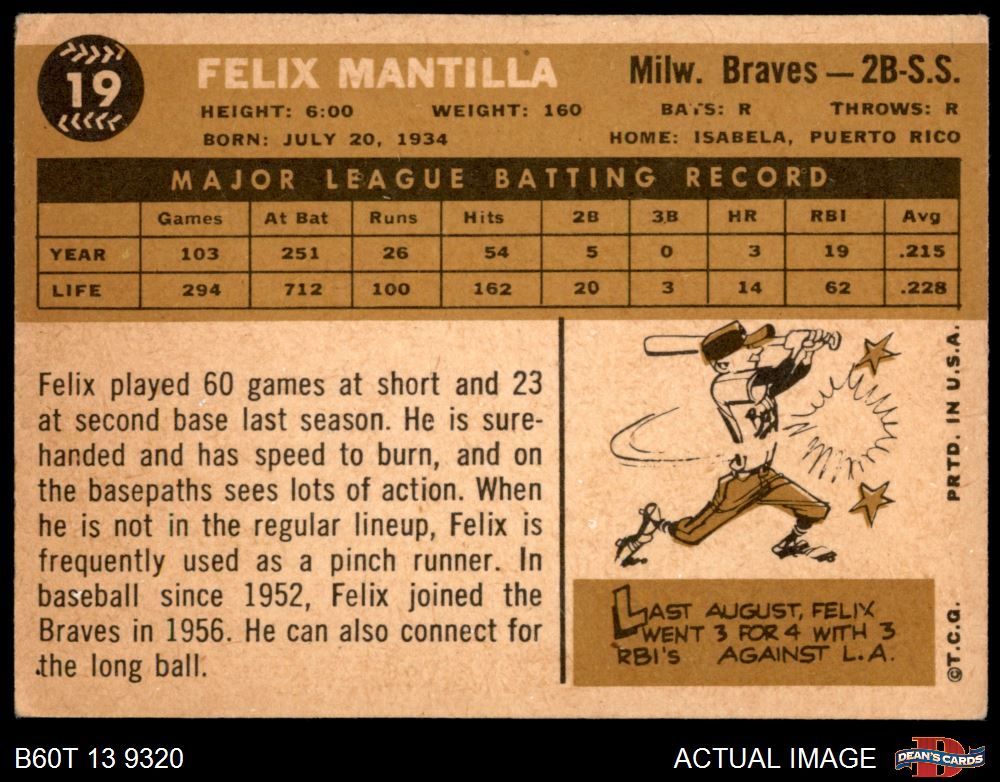 19
FELIX MANTILLA
Milw. Braves — 2B-S.S.
HEIGHT: 6:00 WEIGHT: 160 BATS: R THROWS: R
BORN: JULY 20, 1934 HOME: ISABELA, PUERTO RICO
MAJOR LEAGUE BATTING RECORD
Games At Bat Runs Hits 2B 3B HR RBI Avg
YEAR 103 251 26 54 5 0 3 19 .215
LIFE 294 712 100 162 20 3 14 62 .228
Felix played 60 games at short and 23
at second base last season. He is sure-
handed and has speed to burn, and on
the basepaths sees lots of action. When
he is not in the regular lineup, Felix is
frequently used as a pinch runner. In
baseball since 1952, Felix joined the
Braves in 1956. He can also connect for
the long ball.
LAST AUGUST, FELIX
WENT 3 FOR 4 WITH 3
RBI'S AGAINST L.A.
©T.C.G. PRTD. IN U.S.A.
B60T 13 9320
ACTUAL IMAGE
D
DEAN'S CARDS